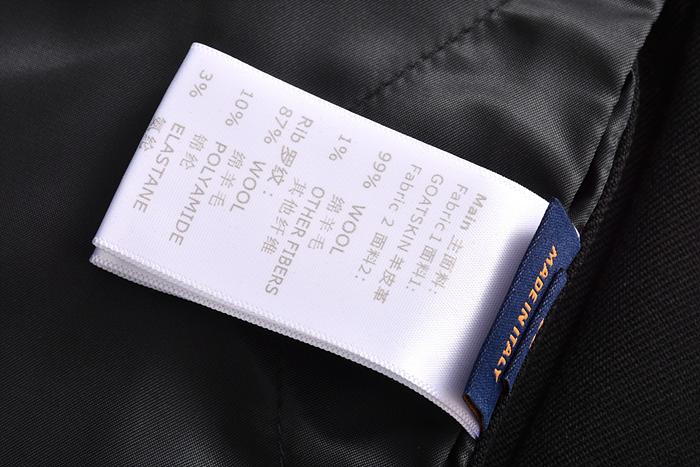 Main 主面料:
Fabric 1面料1:
GOATSKIN 羊皮革
Fabric 2 面料2:
99% WOOL
绵羊毛
1% OTHER FIBERS
其他纤维
Rib 罗纹:
87% WOOL
绵羊毛
10% POLYAMIDE
锦纶
3% ELASTANE
氨纶
MADE IN ITALY